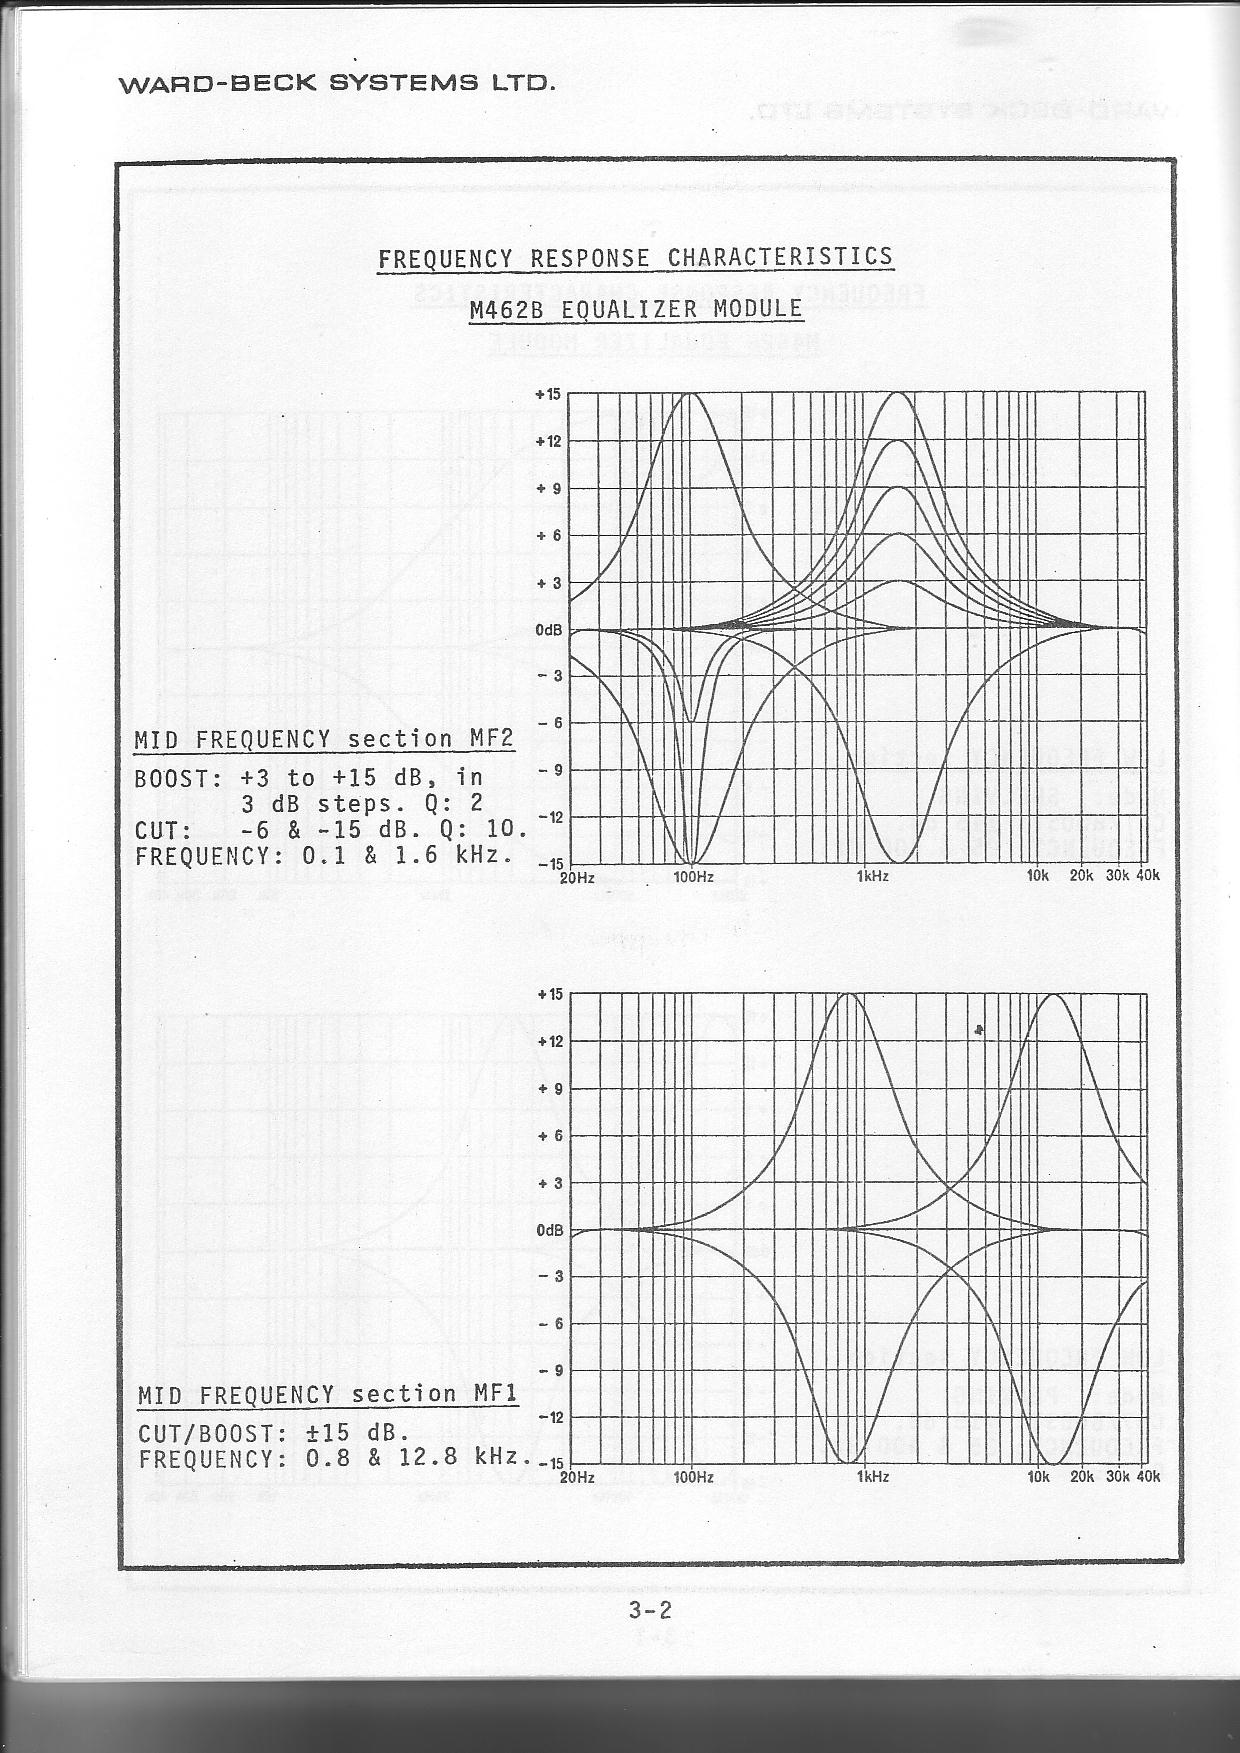 WARD-BECK SYSTEMS LTD.
FREQUENCY RESPONSE CHARACTERISTICS
M462B EQUALIZER MODULE
+15
+12
+ 9
+ 6
+ 3
0dB
- 3
- 6
- 9
-12
-15
20Hz 100Hz 1kHz 10k 20k 30k 40k
MID FREQUENCY section MF2
BOOST: +3 to +15 dB, in
3 dB steps. Q: 2
CUT: -6 & -15 dB. Q: 10.
FREQUENCY: 0.1 & 1.6 kHz.
+15
+12
+ 9
+ 6
+ 3
0dB
- 3
- 6
- 9
-12
-15
20Hz 100Hz 1kHz 10k 20k 30k 40k
MID FREQUENCY section MF1
CUT/BOOST: ±15 dB.
FREQUENCY: 0.8 & 12.8 kHz.
3-2